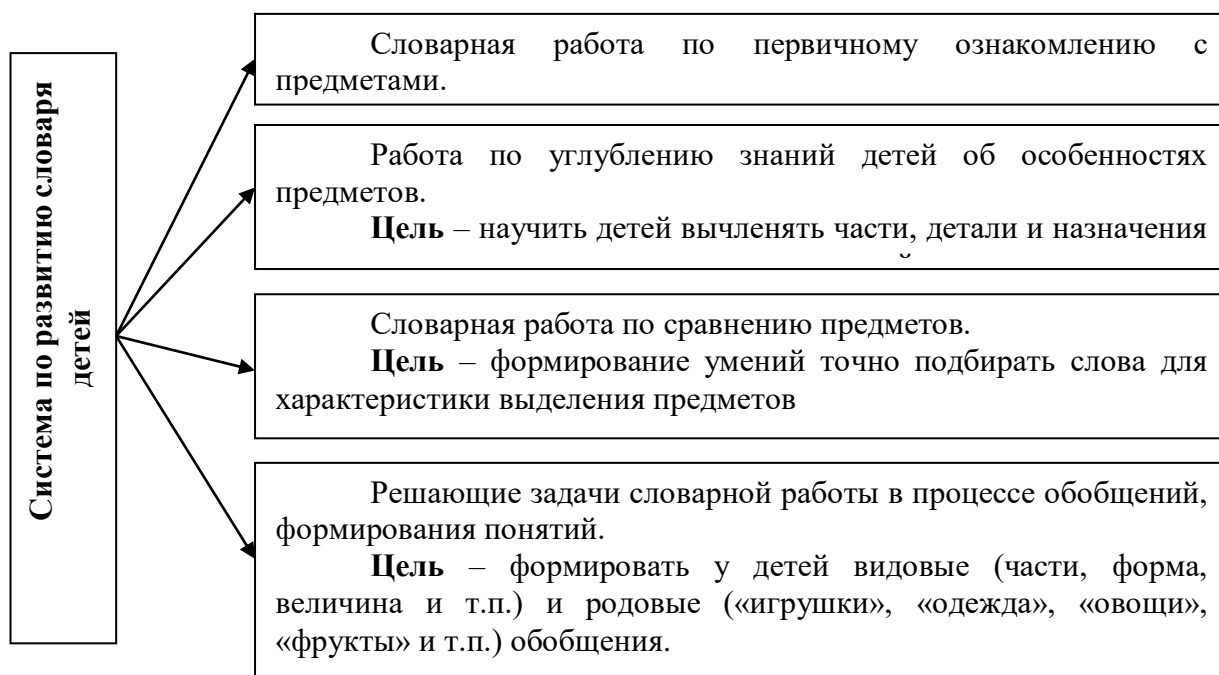 Система по развитию словаря
детей
Словарная работа по первичному ознакомлению с
предметами.
Работа по углублению знаний детей об особенностях
предметов.
Цель – научить детей вычленять части, детали и назначения
Словарная работа по сравнению предметов.
Цель – формирование умений точно подбирать слова для
характеристики выделения предметов
Решающие задачи словарной работы в процессе обобщений,
формирования понятий.
Цель – формировать у детей видовые (части, форма,
величина и т.п.) и родовые («игрушки», «одежда», «овощи»,
«фрукты» и т.п.) обобщения.